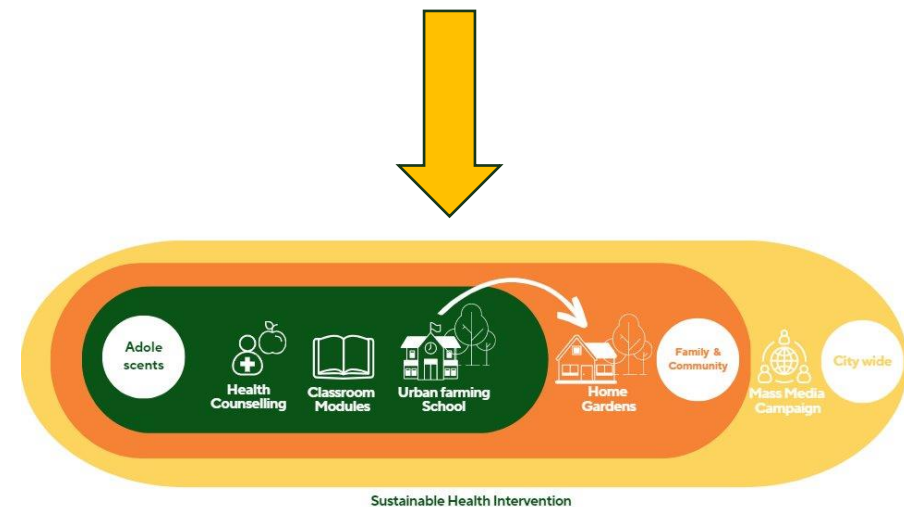 Adole
scents
Health
Counselling
Classroom
Modules
Urban farming
School
Home
Gardens
Family &
Community
Mass Media
Campaign
City wide
Sustainable Health Intervention